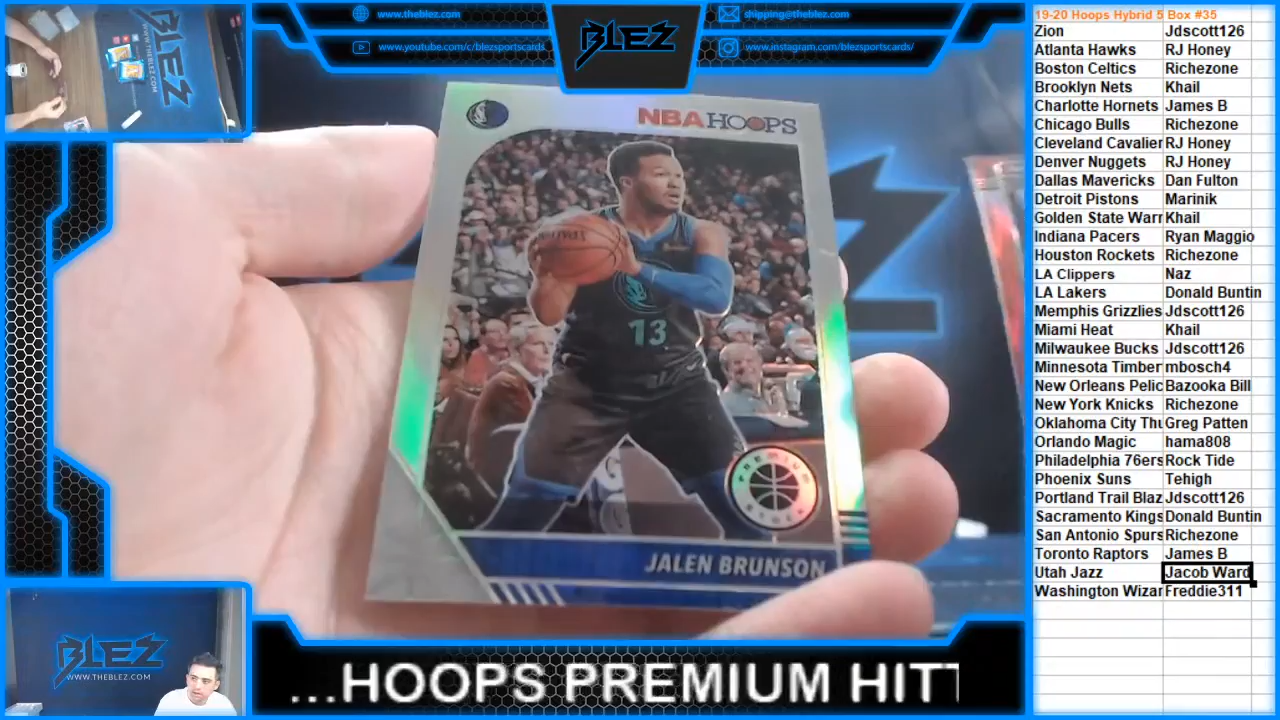 www.theblez.com
www.youtube.com/c/blezsportscards
BLEZ
shipping@theblez.com
www.instagram.com/blezsportscards/
BLEZ
WWW.THEBLEZ.COM
NBA HOOPS
SPALDING
13
PREMIUM STOCK
JALEN BRUNSON
BLEZ
WWW.THEBLEZ.COM
...HOOPS PREMIUM HITT
19-20 Hoops Hybrid 5 Box #35
Zion Jdscott126
Atlanta Hawks RJ Honey
Boston Celtics Richezone
Brooklyn Nets Khail
Charlotte Hornets James B
Chicago Bulls Richezone
Cleveland Cavalier RJ Honey
Denver Nuggets RJ Honey
Dallas Mavericks Dan Fulton
Detroit Pistons Marinik
Golden State Warr Khail
Indiana Pacers Ryan Maggio
Houston Rockets Richezone
LA Clippers Naz
LA Lakers Donald Buntin
Memphis Grizzlies Jdscott126
Miami Heat Khail
Milwaukee Bucks Jdscott126
Minnesota Timber mbosch4
New Orleans Pelic Bazooka Bill
New York Knicks Richezone
Oklahoma City Thu Greg Patten
Orlando Magic hama808
Philadelphia 76ers Rock Tide
Phoenix Suns Tehigh
Portland Trail Blaz Jdscott126
Sacramento Kings Donald Buntin
San Antonio Spurs Richezone
Toronto Raptors James B
Utah Jazz Jacob Ward
Washington Wizar Freddie311